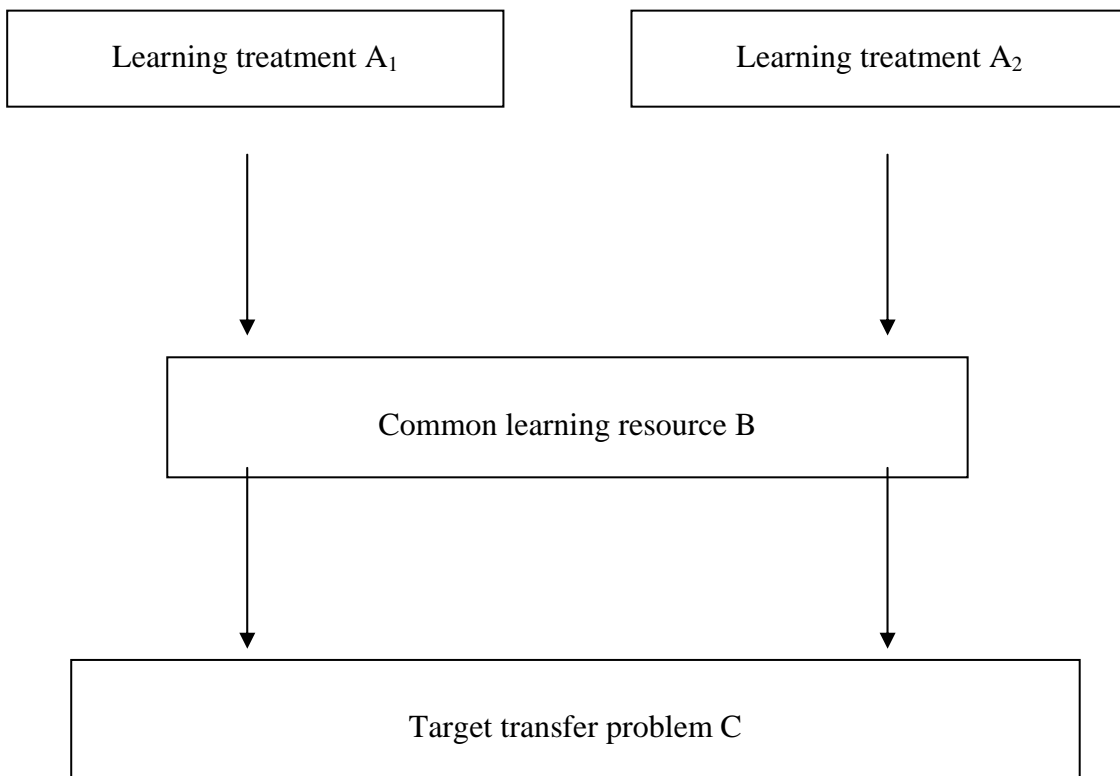 Learning treatment A₁
Learning treatment A₂
Common learning resource B
Target transfer problem C